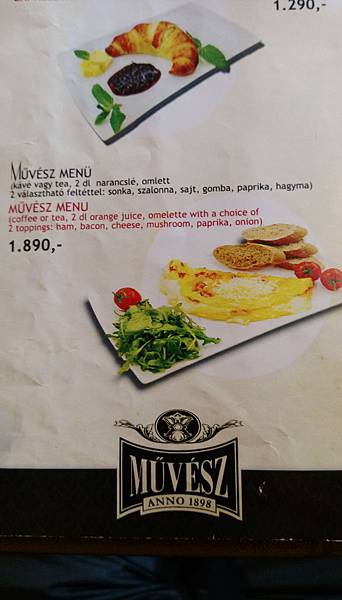 1.290,-
MŰVÉSZ MENÜ
(kávé vagy tea, 2 dl narancslé, omlett
2 választható feltéttel: sonka, szalonna, sajt, gomba, paprika, hagyma)
MŰVÉSZ MENU
(coffee or tea, 2 dl orange juice, omelette with a choice of
2 toppings: ham, bacon, cheese, mushroom, paprika, onion)
1.890,-
MŰVÉSZ
ANNO 1898